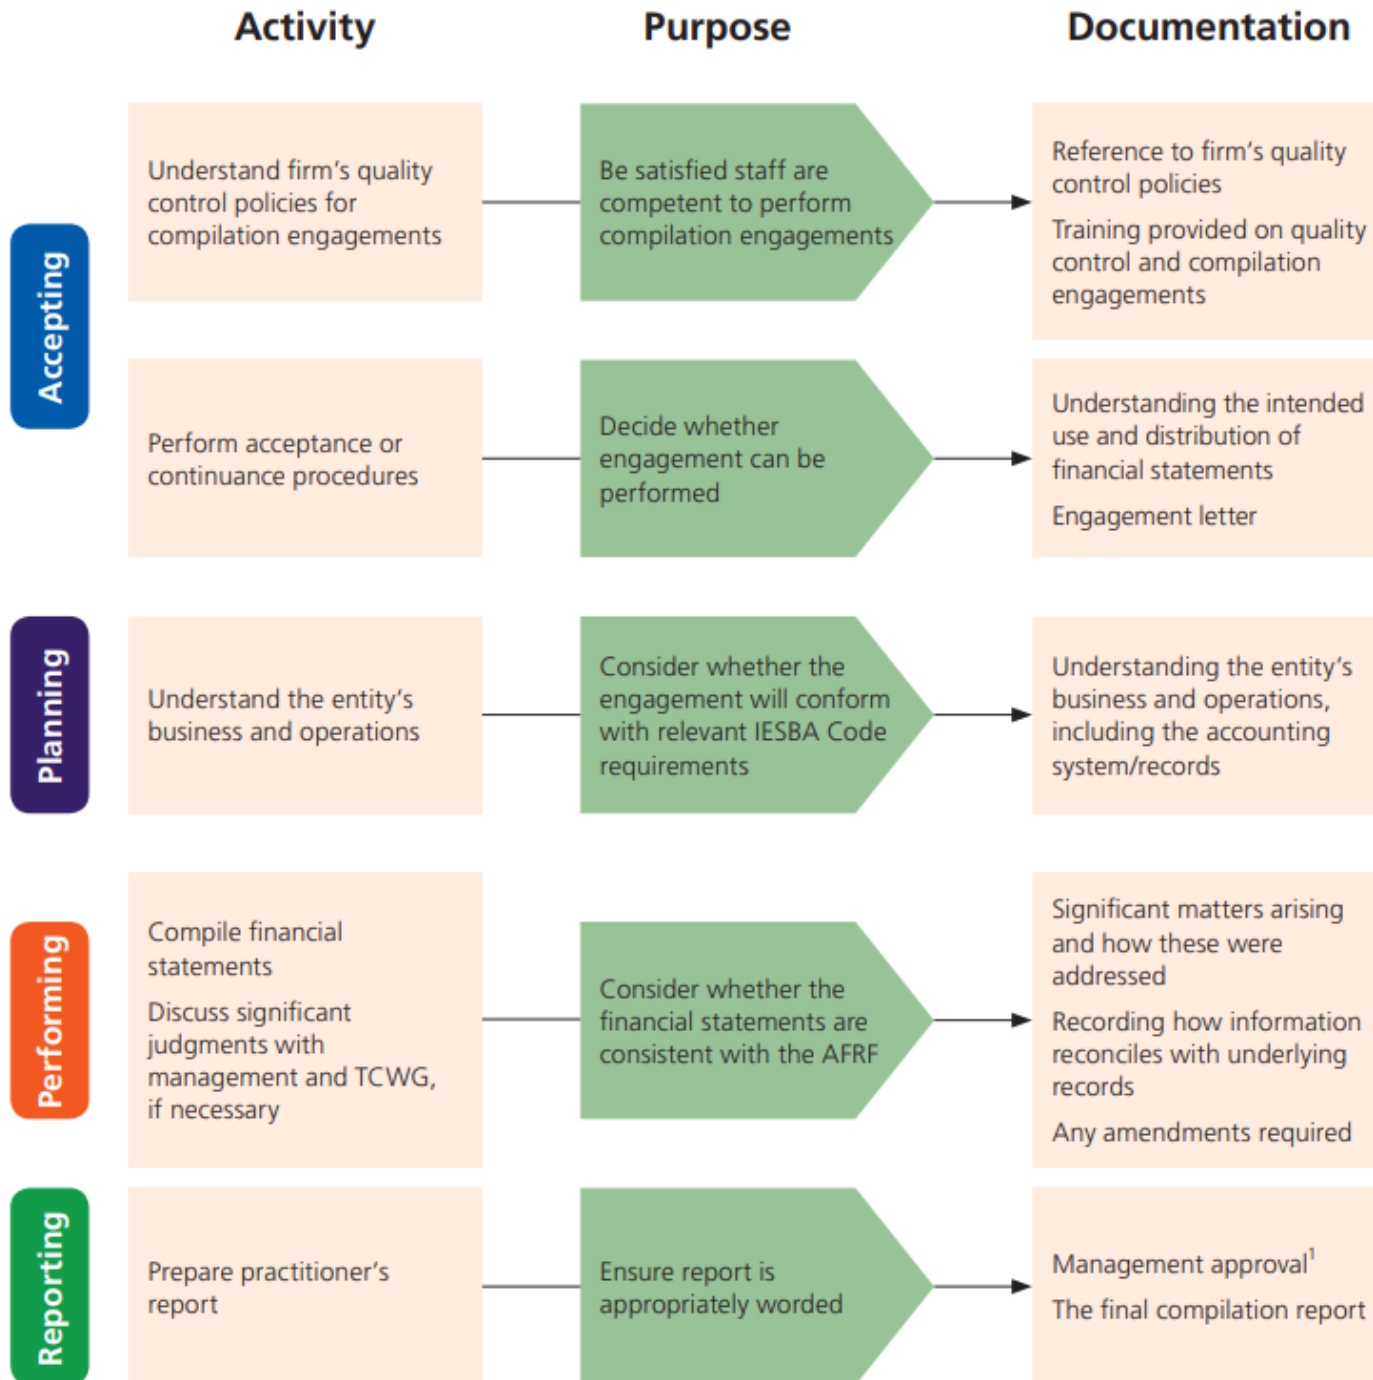 Activity
Purpose
Documentation
Accepting
Understand firm's quality
control policies for
compilation engagements
Be satisfied staff are
competent to perform
compilation engagements
Reference to firm's quality
control policies
Training provided on quality
control and compilation
engagements
Perform acceptance or
continuance procedures
Decide whether
engagement can be
performed
Understanding the intended
use and distribution of
financial statements
Engagement letter
Planning
Understand the entity's
business and operations
Consider whether the
engagement will conform
with relevant IESBA Code
requirements
Understanding the entity's
business and operations,
including the accounting
system/records
Performing
Compile financial
statements
Discuss significant
judgments with
management and TCWG,
if necessary
Consider whether the
financial statements are
consistent with the AFRF
Significant matters arising
and how these were
addressed
Recording how information
reconciles with underlying
records
Any amendments required
Reporting
Prepare practitioner's
report
Ensure report is
appropriately worded
Management approval¹
The final compilation report